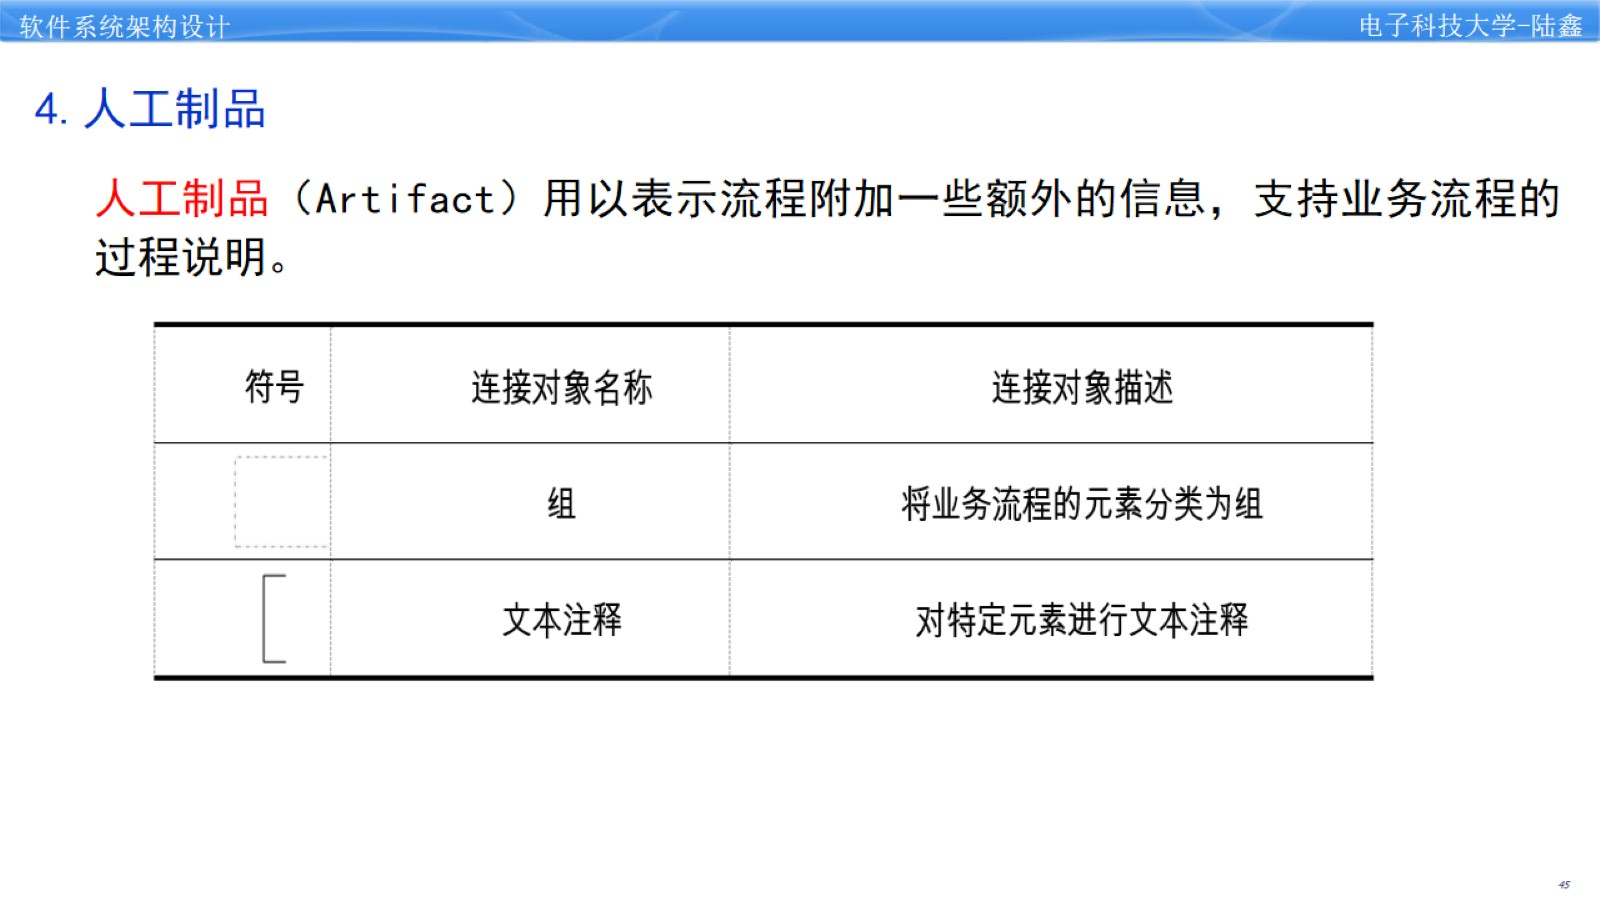 软件系统架构设计
电子科技大学-陆鑫
4. 人工制品
人工制品（Artifact）用以表示流程附加一些额外的信息，支持业务流程的
过程说明。
符号 连接对象名称 连接对象描述
组 将业务流程的元素分类为组
文本注释 对特定元素进行文本注释
45